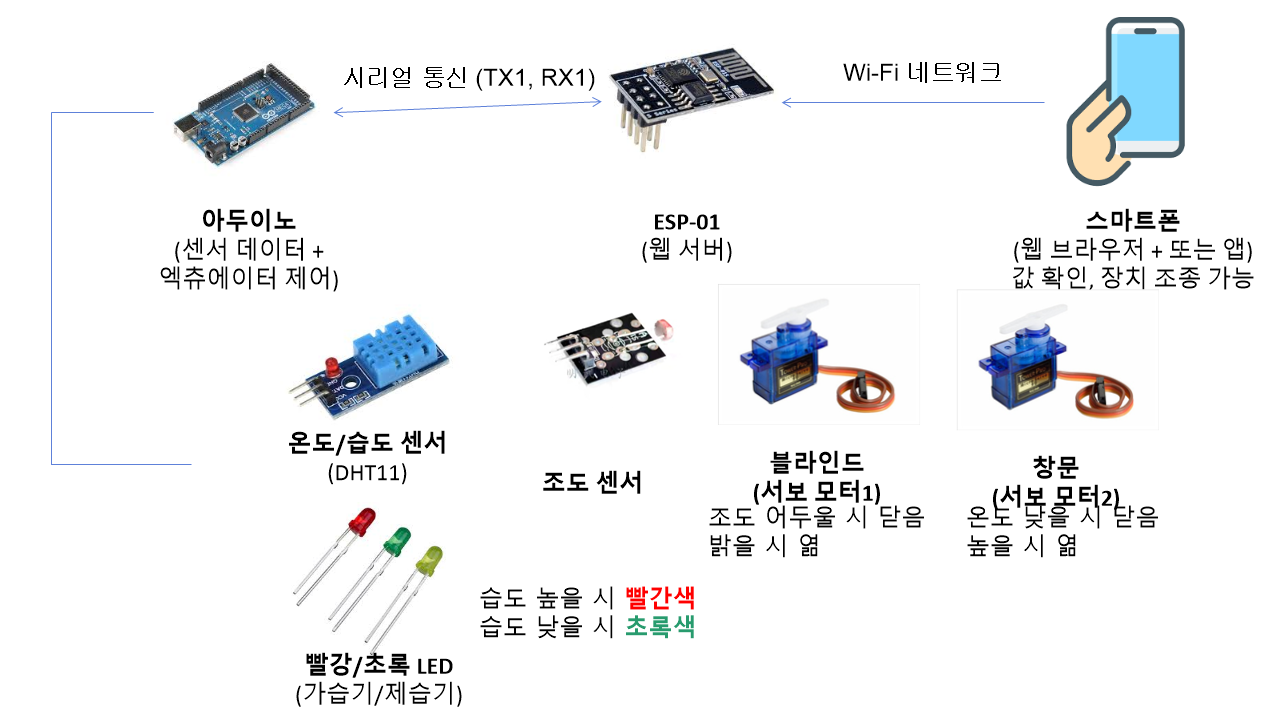 시리얼 통신 (TX1, RX1)
Wi-Fi 네트워크
아두이노
(센서 데이터 +
엑츄에이터 제어)
ESP-01
(웹 서버)
스마트폰
(웹 브라우저 + 또는 앱)
값 확인, 장치 조종 가능
온도/습도 센서
(DHT11)
조도 센서
블라인드
(서보 모터1)
조도 어두울 시 닫음
밝을 시 엶
창문
(서보 모터2)
온도 낮을 시 닫음
높을 시 엶
습도 높을 시 빨간색
습도 낮을 시 초록색
빨강/초록 LED
(가습기/제습기)